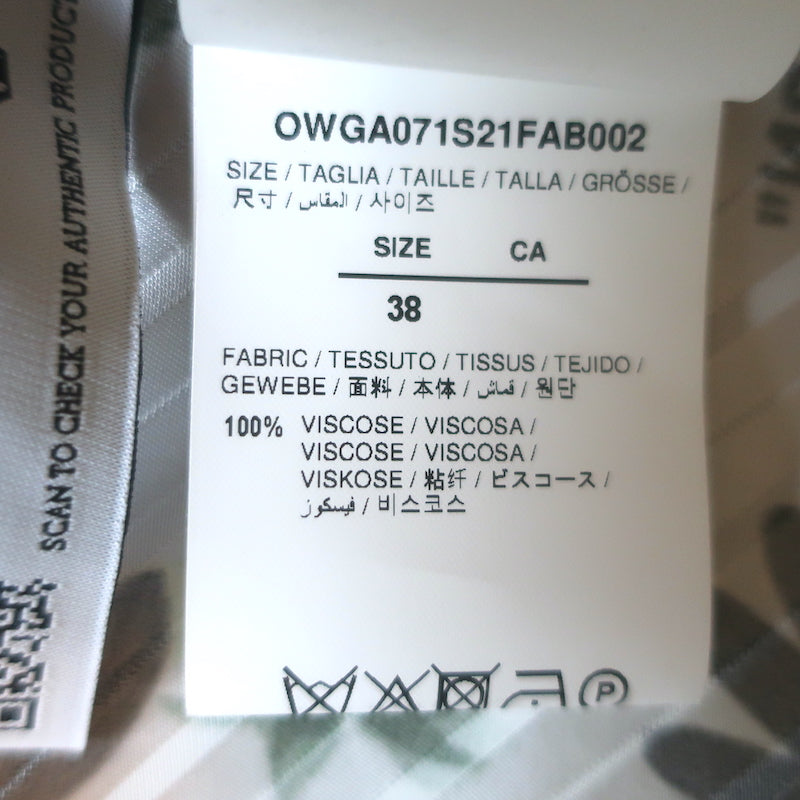 SCAN TO CHECK YOUR AUTHENTIC PRODUCT
OWGA071S21FAB002
SIZE / TAGLIA / TAILLE / TALLA / GRÖSSE /
尺寸 / المقاس / 사이즈
SIZE CA
38
FABRIC / TESSUTO / TISSUS / TEJIDO /
GEWEBE / 面料 / 本体 / قماش / 원단
100% VISCOSE / VISCOSA /
VISCOSE / VISCOSA /
VISKOSE / 粘纤 / ビスコース /
فيسكوز / 비스코스
P